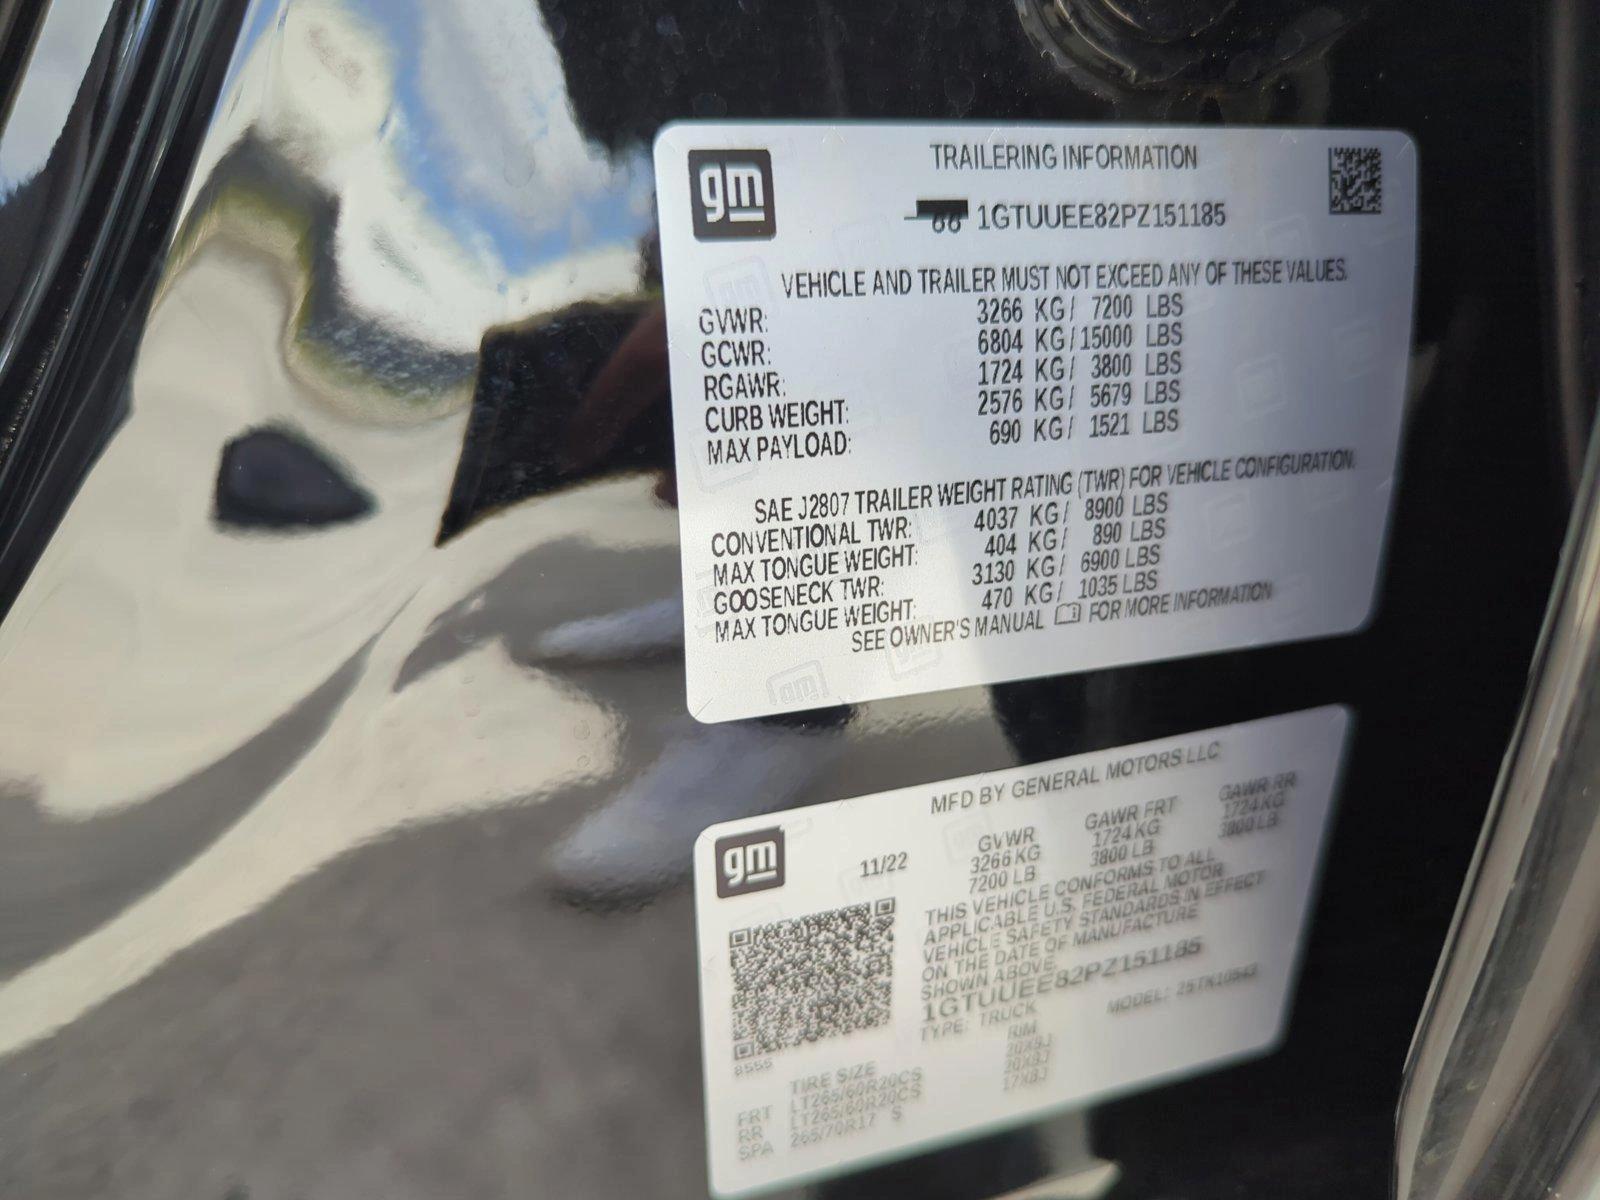 gm
TRAILERING INFORMATION
1GTUUEE82PZ151185
VEHICLE AND TRAILER MUST NOT EXCEED ANY OF THESE VALUES.
GVWR: 3266 KG/ 7200 LBS
GCWR: 6804 KG/15000 LBS
RGAWR: 1724 KG/ 3800 LBS
CURB WEIGHT: 2576 KG/ 5679 LBS
MAX PAYLOAD: 690 KG/ 1521 LBS
SAE J2807 TRAILER WEIGHT RATING (TWR) FOR VEHICLE CONFIGURATION.
CONVENTIONAL TWR: 4037 KG/ 8900 LBS
MAX TONGUE WEIGHT: 404 KG/ 890 LBS
GOOSENECK TWR: 3130 KG/ 6900 LBS
MAX TONGUE WEIGHT: 470 KG/ 1035 LBS
SEE OWNER'S MANUAL FOR MORE INFORMATION
gm
MFD BY GENERAL MOTORS LLC
11/22
GVWR GAWR FRT GAWR RR
3266 KG 1724 KG 1724 KG
7200 LB 3800 LB 3800 LB
THIS VEHICLE CONFORMS TO ALL
APPLICABLE U.S. FEDERAL MOTOR
VEHICLE SAFETY STANDARDS IN EFFECT
ON THE DATE OF MANUFACTURE
SHOWN ABOVE.
1GTUUEE82PZ151185
TYPE: TRUCK MODEL:
8555
TIRE SIZE RIM
FRT LT265/60R20CS 20X9J
RR LT265/60R20CS 20X9J
SPA 265/70R17 S 17X8J